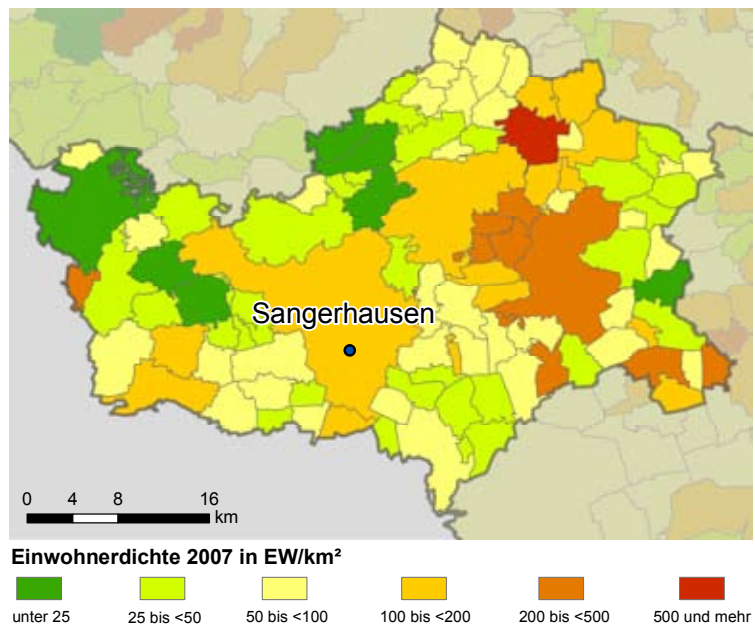 Sangerhausen
0 4 8 16
km
Einwohnerdichte 2007 in EW/km²
unter 25 25 bis <50 50 bis <100 100 bis <200 200 bis <500 500 und mehr